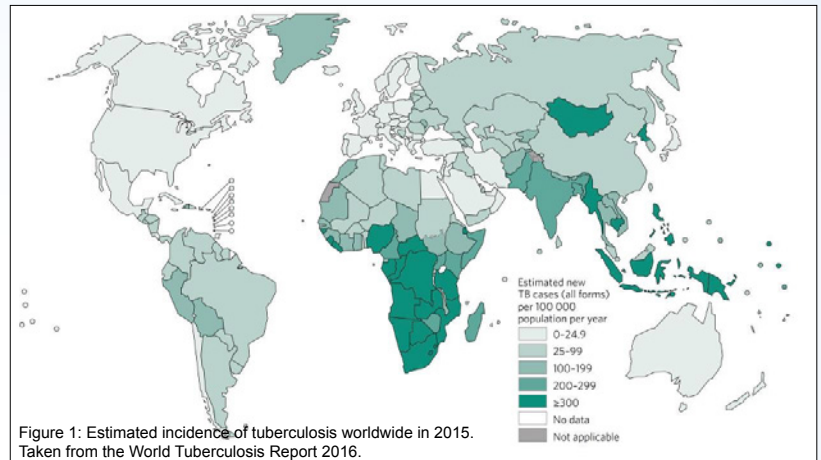 Estimated new
TB cases (all forms)
per 100 000
population per year
0–24.9
25–99
100–199
200–299
≥300
No data
Not applicable
Figure 1: Estimated incidence of tuberculosis worldwide in 2015.
Taken from the World Tuberculosis Report 2016.